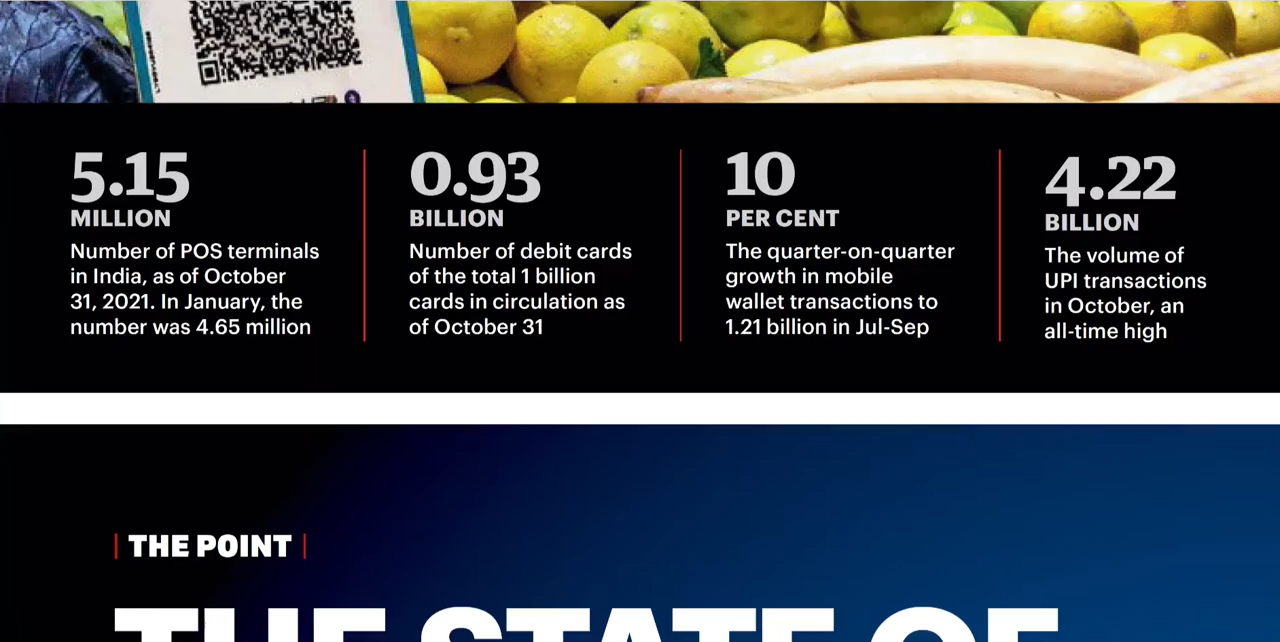 5.15
MILLION
Number of POS terminals
in India, as of October
31, 2021. In January, the
number was 4.65 million
0.93
BILLION
Number of debit cards
of the total 1 billion
cards in circulation as
of October 31
10
PER CENT
The quarter-on-quarter
growth in mobile
wallet transactions to
1.21 billion in Jul-Sep
4.22
BILLION
The volume of
UPI transactions
in October, an
all-time high
THE POINT
THE STATE OF